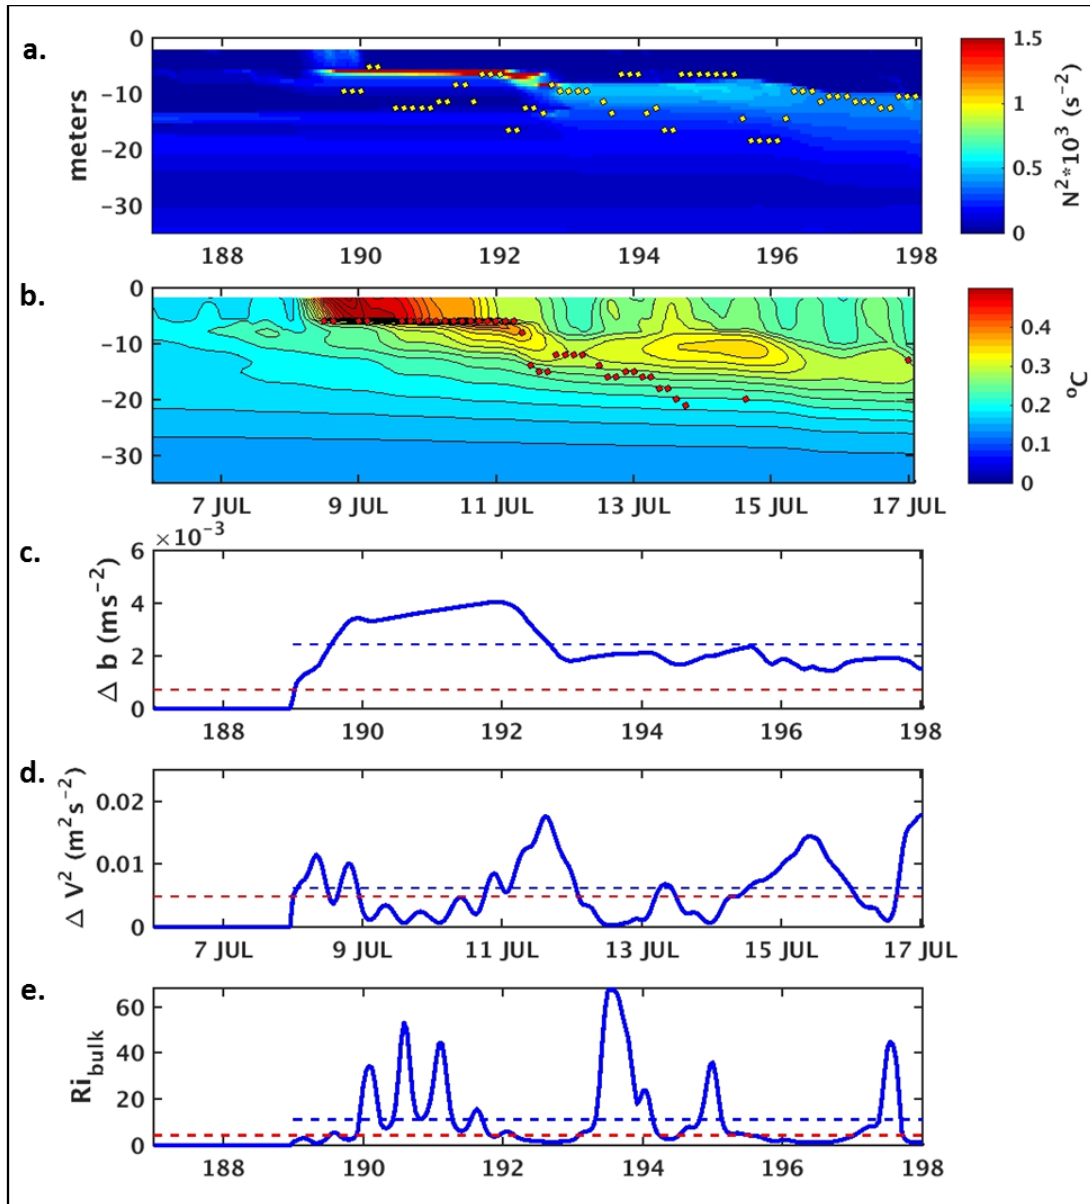 a.
0
-10
-20
-30
meters
188 190 192 194 196 198
1.5
1
0.5
0
N²*10³ (s⁻²)
b.
0
-10
-20
-30
7 JUL 9 JUL 11 JUL 13 JUL 15 JUL 17 JUL
0.4
0.3
0.2
0.1
0
°C
c.
×10⁻³
6
4
2
0
Δ b (ms⁻²)
188 190 192 194 196 198
d.
0.02
0.01
0
Δ V² (m² s⁻²)
7 JUL 9 JUL 11 JUL 13 JUL 15 JUL 17 JUL
e.
60
40
20
0
Ri_bulk
188 190 192 194 196 198